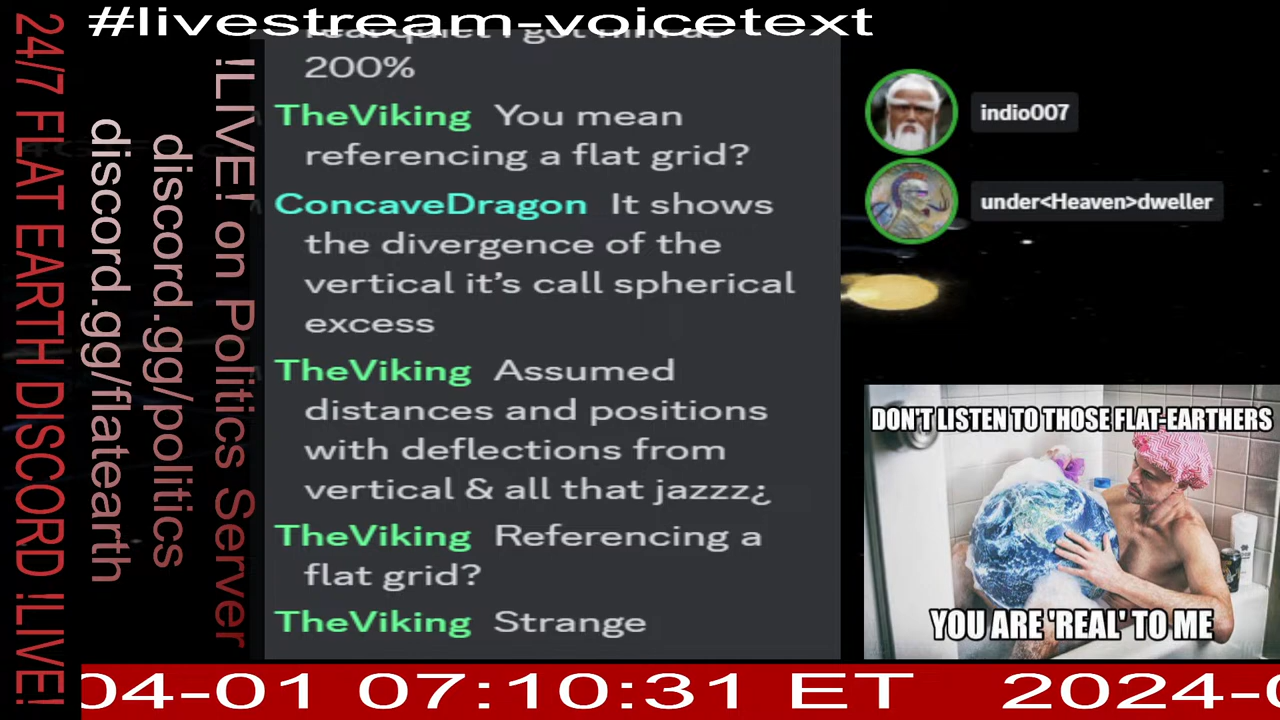 #livestream-voicetext
24/7 FLAT EARTH DISCORD !LIVE!
discord.gg/flatearth
discord.gg/politics
!LIVE! on Politics Server
200%
TheViking You mean
referencing a flat grid?
ConcaveDragon It shows
the divergence of the
vertical it's call spherical
excess
TheViking Assumed
distances and positions
with deflections from
vertical & all that jazzz¿
TheViking Referencing a
flat grid?
TheViking Strange
indio007
under<Heaven>dweller
DON'T LISTEN TO THOSE FLAT-EARTHERS
YOU ARE 'REAL' TO ME
04-01 07:10:31 ET 2024-